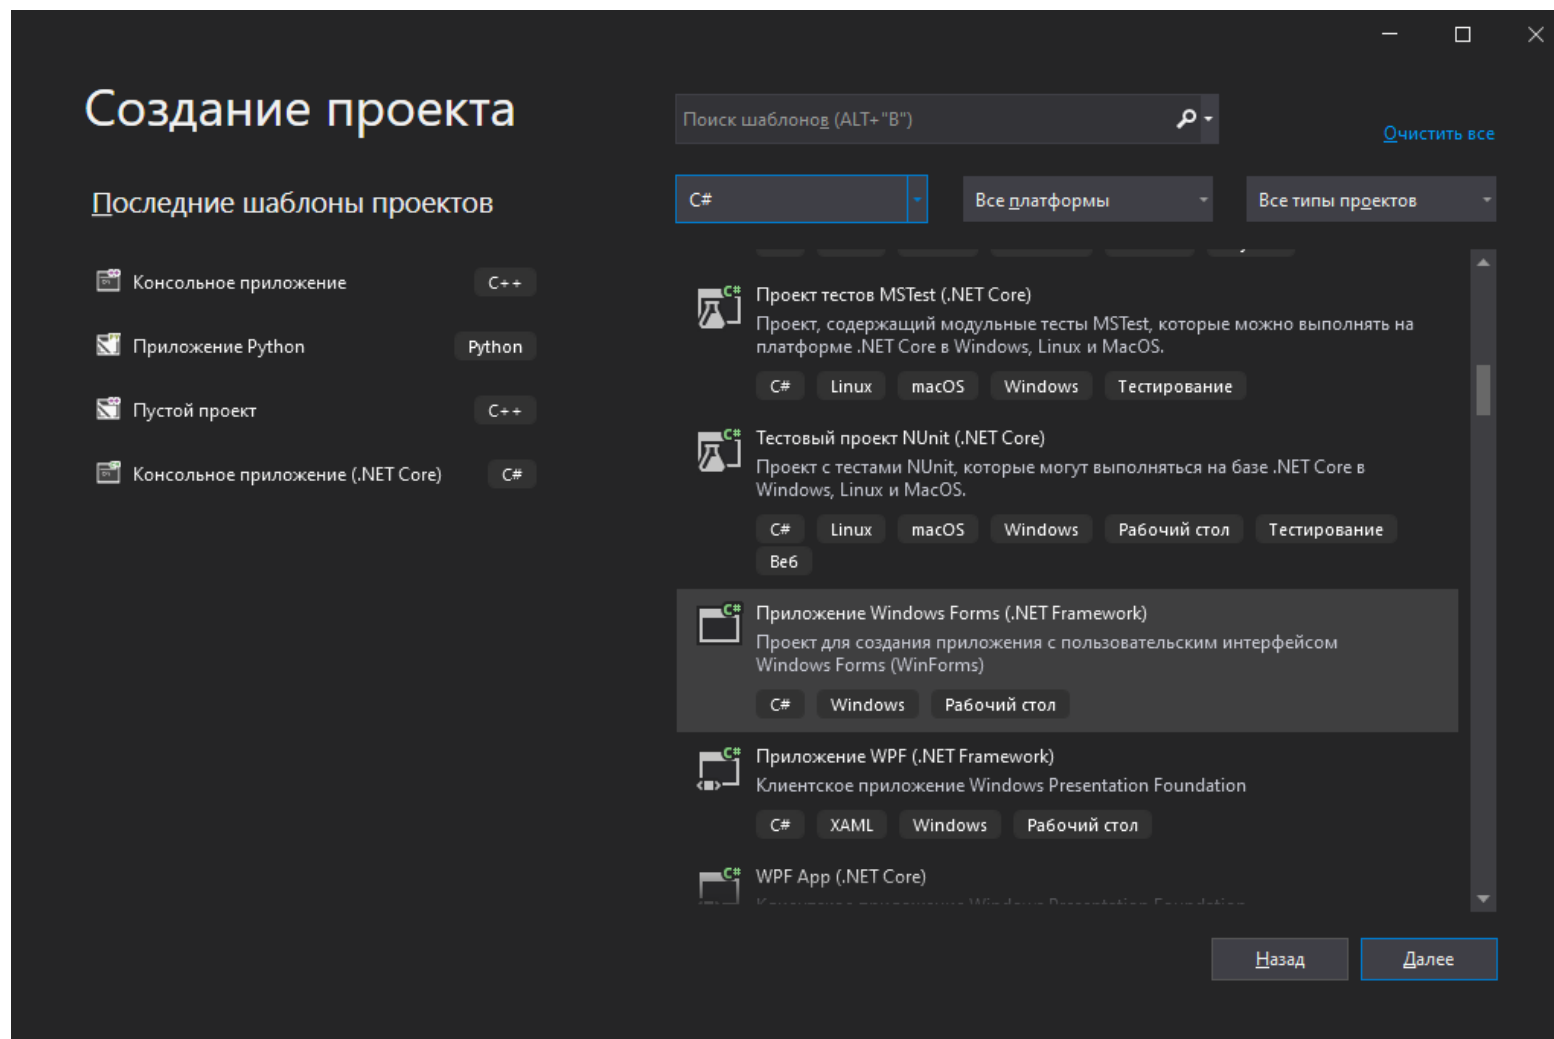 Создание проекта
Поиск шаблонов (ALT+"В")
Очистить все
Последние шаблоны проектов
C#
Все платформы
Все типы проектов
Консольное приложение C++
Приложение Python Python
Пустой проект C++
Консольное приложение (.NET Core) C#
Проект тестов MSTest (.NET Core)
Проект, содержащий модульные тесты MSTest, которые можно выполнять на
платформе .NET Core в Windows, Linux и MacOS.
C# Linux macOS Windows Тестирование
Тестовый проект NUnit (.NET Core)
Проект с тестами NUnit, которые могут выполняться на базе .NET Core в
Windows, Linux и MacOS.
C# Linux macOS Windows Рабочий стол Тестирование
Веб
Приложение Windows Forms (.NET Framework)
Проект для создания приложения с пользовательским интерфейсом
Windows Forms (WinForms)
C# Windows Рабочий стол
Приложение WPF (.NET Framework)
Клиентское приложение Windows Presentation Foundation
C# XAML Windows Рабочий стол
WPF App (.NET Core)
Клиентское приложение Windows Presentation Foundation
Назад
Далее